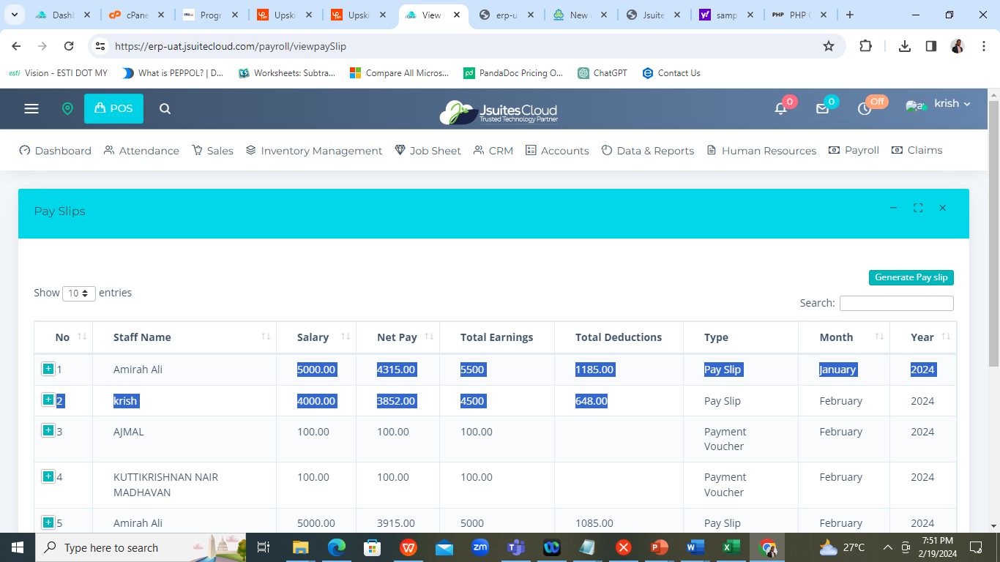 Dashb
cPane
Progr
Upski
Upski
View
erp-u
New
Jsuite
samp
PHP
https://erp-uat.jsuitecloud.com/payroll/viewpaySlip
esti Vision - ESTI DOT MY
What is PEPPOL? | D...
Worksheets: Subtra...
Compare All Micros...
PandaDoc Pricing O...
ChatGPT
Contact Us
POS
JsuitesCloud
Trusted Technology Partner
0
0
Off
krish
Dashboard
Attendance
Sales
Inventory Management
Job Sheet
CRM
Accounts
Data & Reports
Human Resources
Payroll
Claims
Pay Slips
Generate Pay slip
Show 10 entries
Search:
No Staff Name Salary Net Pay Total Earnings Total Deductions Type Month Year
1 Amirah Ali 5000.00 4315.00 5500 1185.00 Pay Slip January 2024
2 krish 4000.00 3852.00 4500 648.00 Pay Slip February 2024
3 AJMAL 100.00 100.00 100.00 Payment February 2024
Voucher
4 KUTTIKRISHNAN NAIR 100.00 100.00 100.00 Payment February 2024
MADHAVAN Voucher
5 Amirah Ali 5000.00 3915.00 5000 1085.00 Pay Slip February 2024
Type here to search
27°C
7:51 PM
2/19/2024